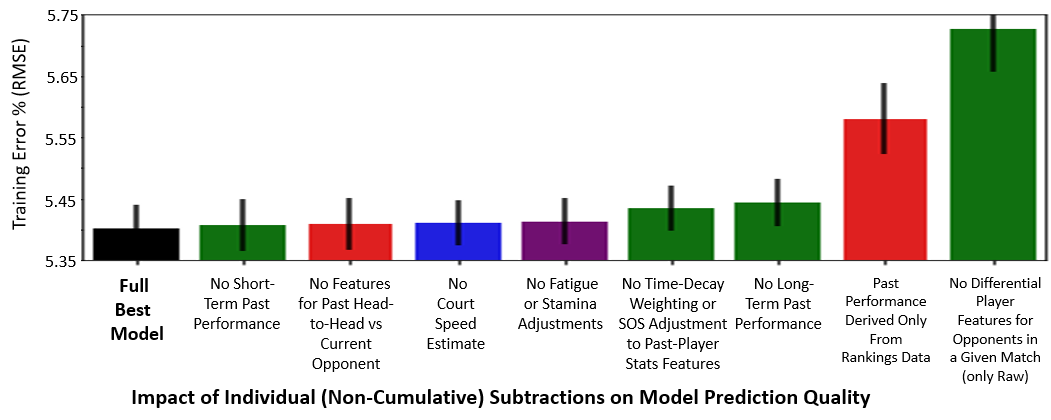 5.75
5.65
5.55
5.45
5.35
Training Error % (RMSE)
Full
Best
Model
No Short-
Term Past
Performance
No Features
for Past Head-
to-Head vs
Current
Opponent
No
Court
Speed
Estimate
No Fatigue
or Stamina
Adjustments
No Time-Decay
Weighting or
SOS Adjustment
to Past-Player
Stats Features
No Long-
Term Past
Performance
Past
Performance
Derived Only
From
Rankings Data
No Differential
Player
Features for
Opponents in
a Given Match
(only Raw)
Impact of Individual (Non-Cumulative) Subtractions on Model Prediction Quality